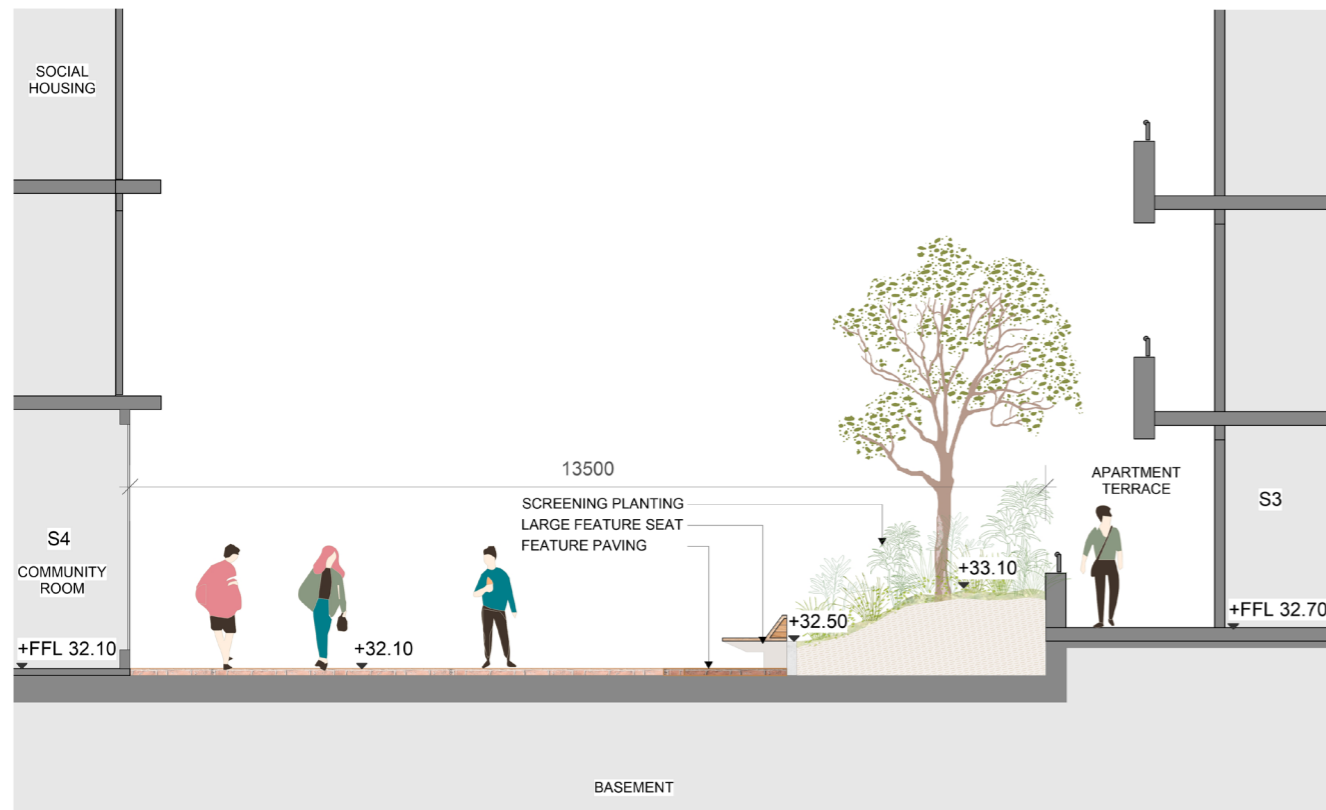 SOCIAL
HOUSING
13500
SCREENING PLANTING
LARGE FEATURE SEAT
FEATURE PAVING
APARTMENT
TERRACE
S3
S4
COMMUNITY
ROOM
+33.10
+32.50
+FFL 32.70
+FFL 32.10
+32.10
BASEMENT